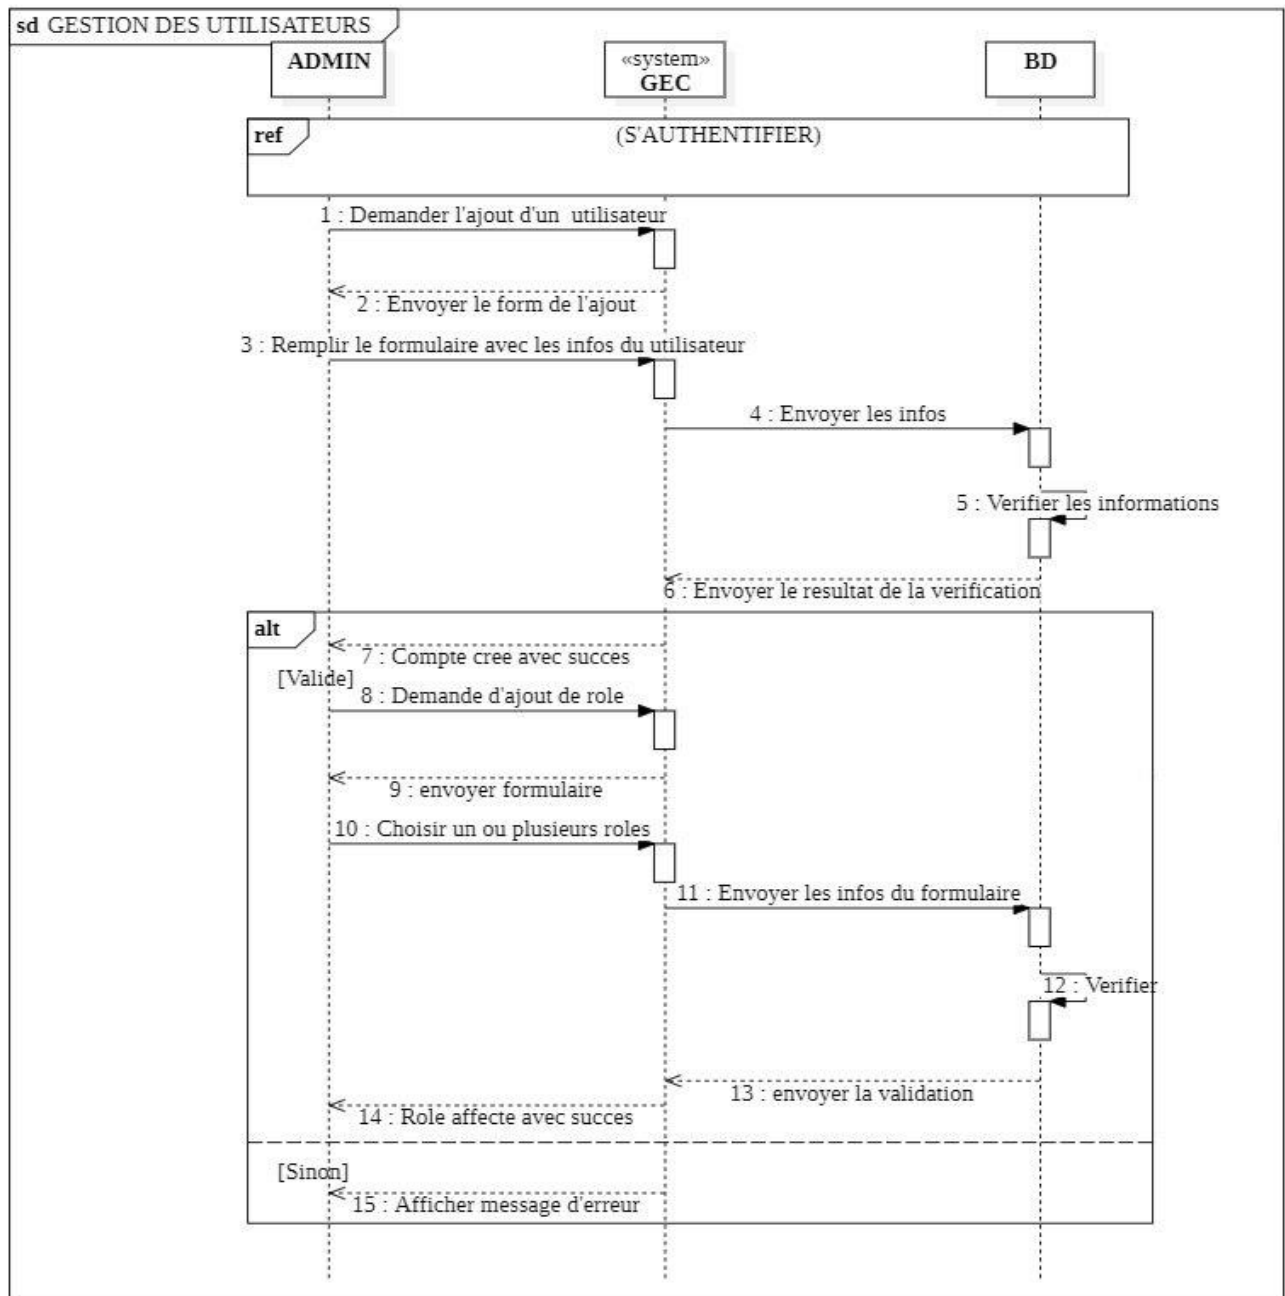 sd GESTION DES UTILISATEURS
ADMIN
«system»
GEC
BD
ref
(S'AUTHENTIFIER)
1 : Demander l'ajout d'un utilisateur
2 : Envoyer le form de l'ajout
3 : Remplir le formulaire avec les infos du utilisateur
4 : Envoyer les infos
5 : Verifier les informations
6 : Envoyer le resultat de la verification
alt
7 : Compte cree avec succes
[Valide]
8 : Demande d'ajout de role
9 : envoyer formulaire
10 : Choisir un ou plusieurs roles
11 : Envoyer les infos du formulaire
12 : Verifier
13 : envoyer la validation
14 : Role affecte avec succes
[Sinon]
15 : Afficher message d'erreur